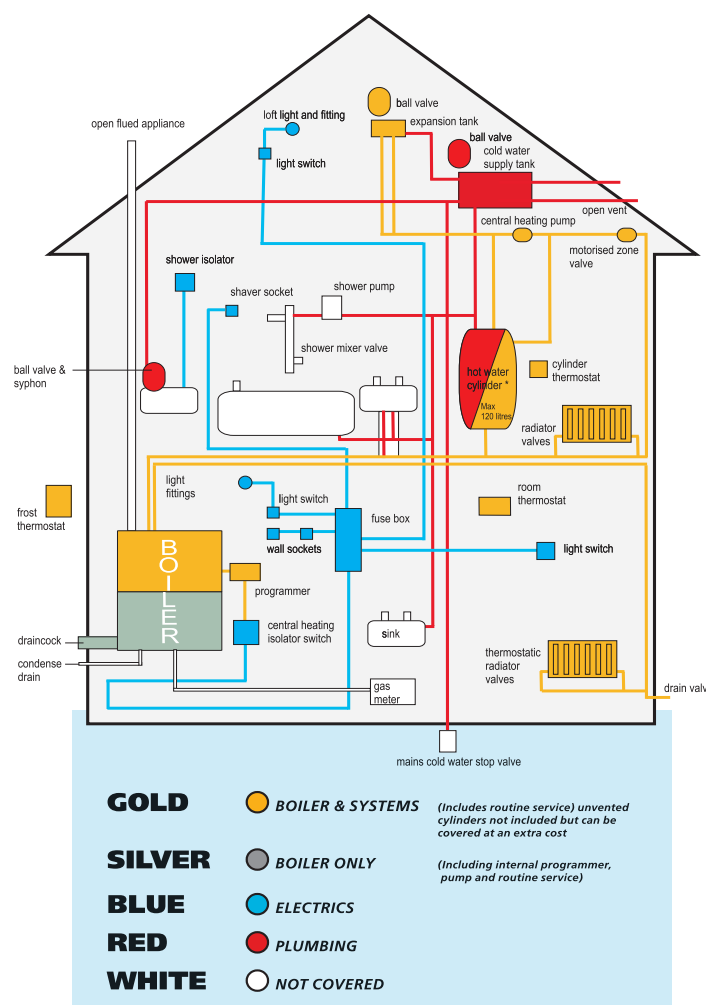 ball valve
loft light and fitting
expansion tank
open flued appliance
ball valve
cold water
supply tank
light switch
open vent
central heating pump
motorised zone
valve
shower isolator
shaver socket
shower pump
shower mixer valve
ball valve &
syphon
hot water
cylinder *
Max
120 litres
cylinder
thermostat
radiator
valves
light
fittings
light switch
room
thermostat
frost
thermostat
fuse box
wall sockets
light switch
BOILER
programmer
central heating
isolator switch
sink
draincock
condense
drain
thermostatic
radiator
valves
gas
meter
drain valv
mains cold water stop valve
GOLD BOILER & SYSTEMS (Includes routine service) unvented
cylinders not included but can be
covered at an extra cost
SILVER BOILER ONLY (Including internal programmer,
pump and routine service)
BLUE ELECTRICS
RED PLUMBING
WHITE NOT COVERED